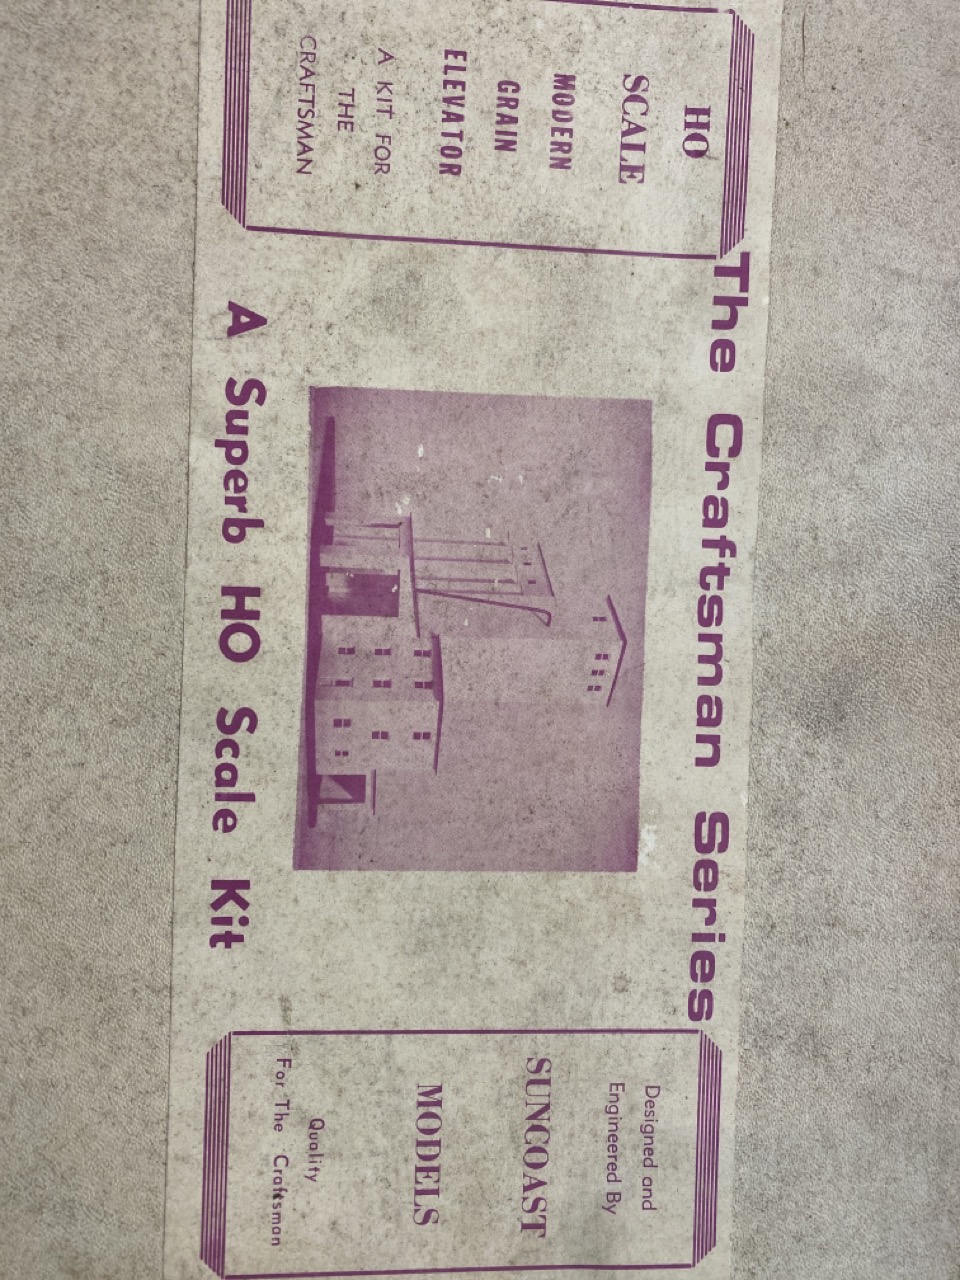 HO
SCALE
MODERN
GRAIN
ELEVATOR
A KIT FOR
THE
CRAFTSMAN
The Craftsman Series
A Superb HO Scale Kit
Designed and
Engineered By
SUNCOAST
MODELS
Quality
For The Craftsman